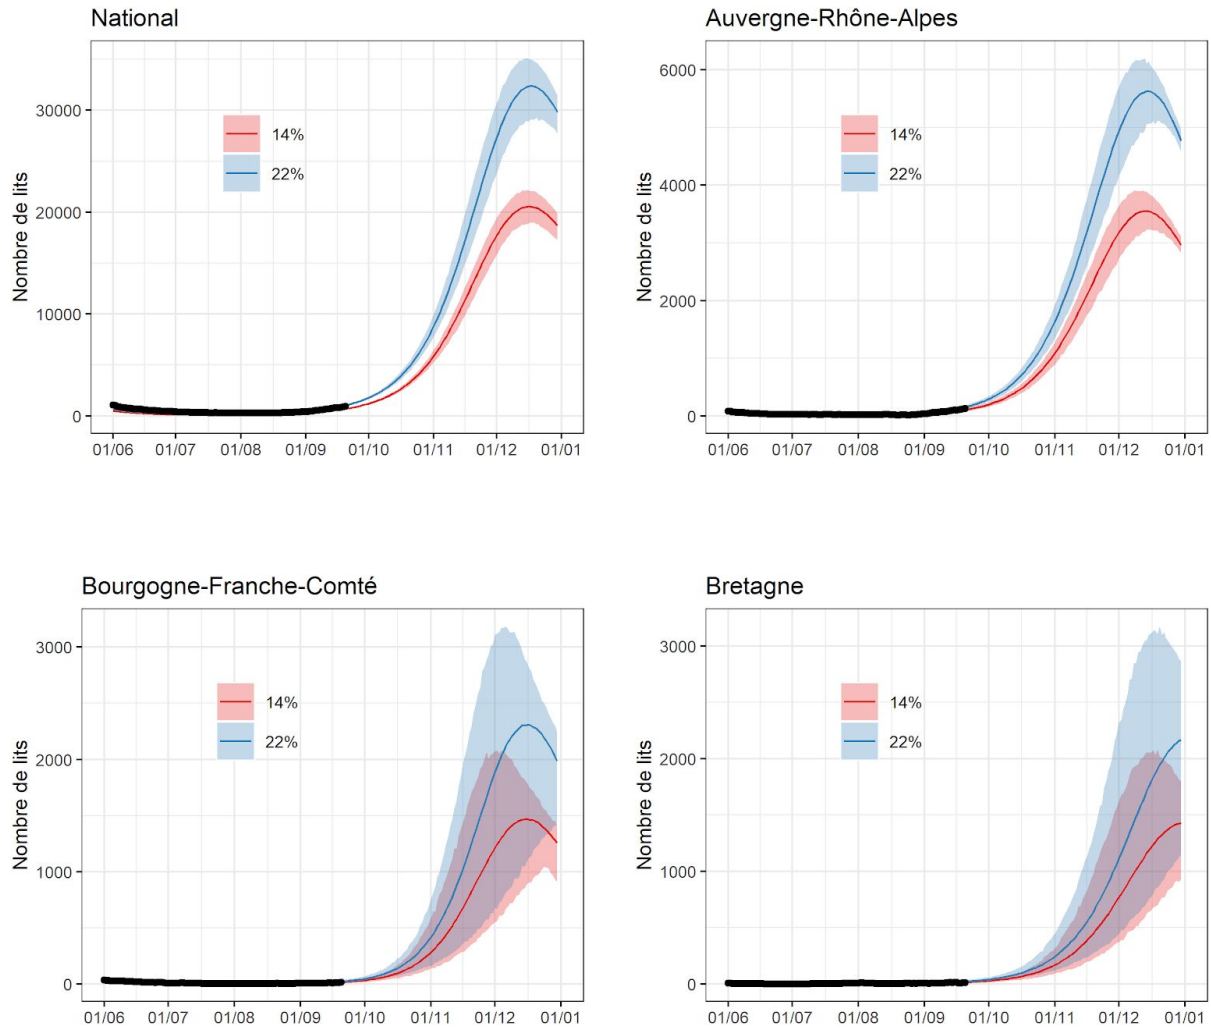 National
30000
20000
10000
0
Nombre de lits
14%
22%
01/06 01/07 01/08 01/09 01/10 01/11 01/12 01/01
Auvergne-Rhône-Alpes
6000
4000
2000
0
Nombre de lits
14%
22%
01/06 01/07 01/08 01/09 01/10 01/11 01/12 01/01
Bourgogne-Franche-Comté
3000
2000
1000
0
Nombre de lits
14%
22%
01/06 01/07 01/08 01/09 01/10 01/11 01/12 01/01
Bretagne
3000
2000
1000
0
Nombre de lits
14%
22%
01/06 01/07 01/08 01/09 01/10 01/11 01/12 01/01